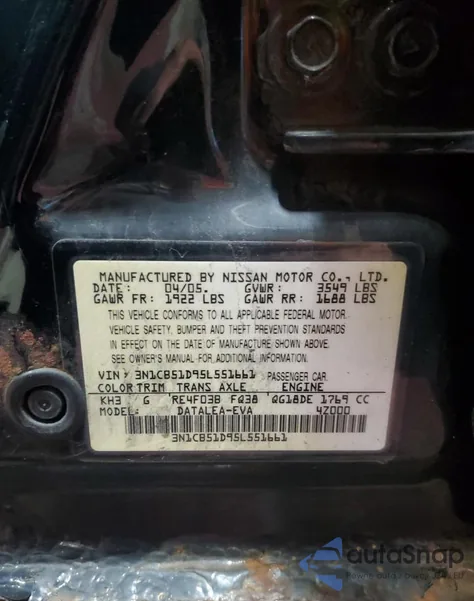 MANUFACTURED BY NISSAN MOTOR CO., LTD.
DATE: 04/05. GVWR: 3549 LBS
GAWR FR: 1922 LBS GAWR RR: 1688 LBS
THIS VEHICLE CONFORMS TO ALL APPLICABLE FEDERAL MOTOR
VEHICLE SAFETY, BUMPER AND THEFT PREVENTION STANDARDS
IN EFFECT ON THE DATE OF MANUFACTURE SHOWN ABOVE.
SEE OWNER'S MANUAL FOR ADDITIONAL INFORMATION.
VIN: 3N1CB51D95L551661 PASSENGER CAR.
COLOR TRIM TRANS AXLE ENGINE
KH3 G RE4F03B FQ38 QG18DE 1769 CC
MODEL: DATALEA-EVA 4Z000
3N1CB51D95L551661
autoSnap